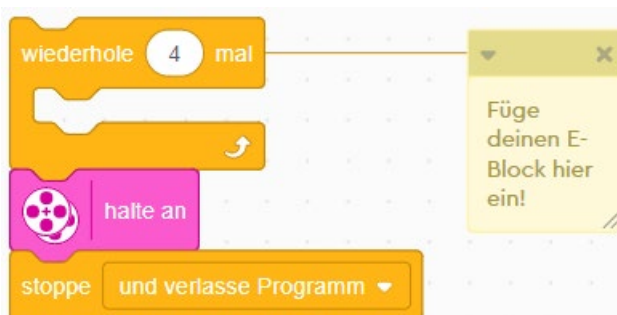 wiederhole 4 mal
Füge
deinen E-
Block hier
ein!
halte an
stoppe und verlasse Programm